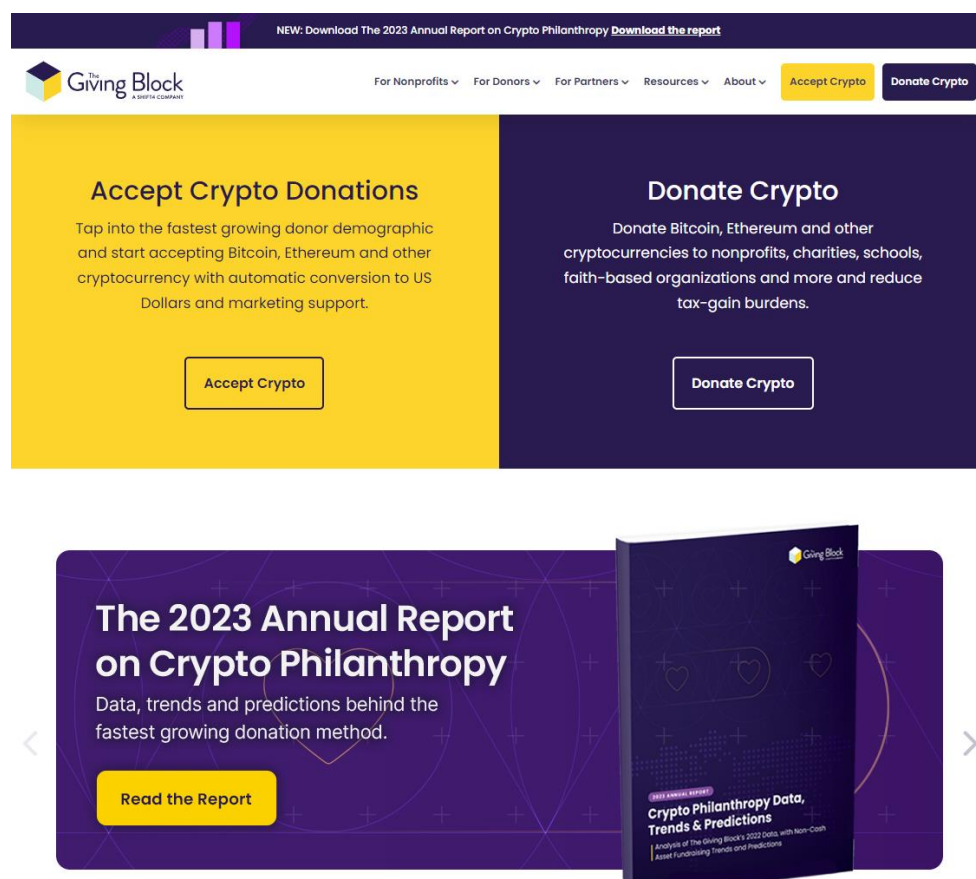 NEW: Download The 2023 Annual Report on Crypto Philanthropy Download the report
The Giving Block
A SHIFT4 COMPANY
For Nonprofits For Donors For Partners Resources About Accept Crypto Donate Crypto
Accept Crypto Donations
Tap into the fastest growing donor demographic
and start accepting Bitcoin, Ethereum and other
cryptocurrency with automatic conversion to US
Dollars and marketing support.
Accept Crypto
Donate Crypto
Donate Bitcoin, Ethereum and other
cryptocurrencies to nonprofits, charities, schools,
faith-based organizations and more and reduce
tax-gain burdens.
Donate Crypto
The 2023 Annual Report
on Crypto Philanthropy
Data, trends and predictions behind the
fastest growing donation method.
Read the Report
The Giving Block
2023 ANNUAL REPORT
Crypto Philanthropy Data,
Trends & Predictions
Analysis of The Giving Block's 2022 Data, with Non-Cash
Asset Fundraising Trends and Predictions